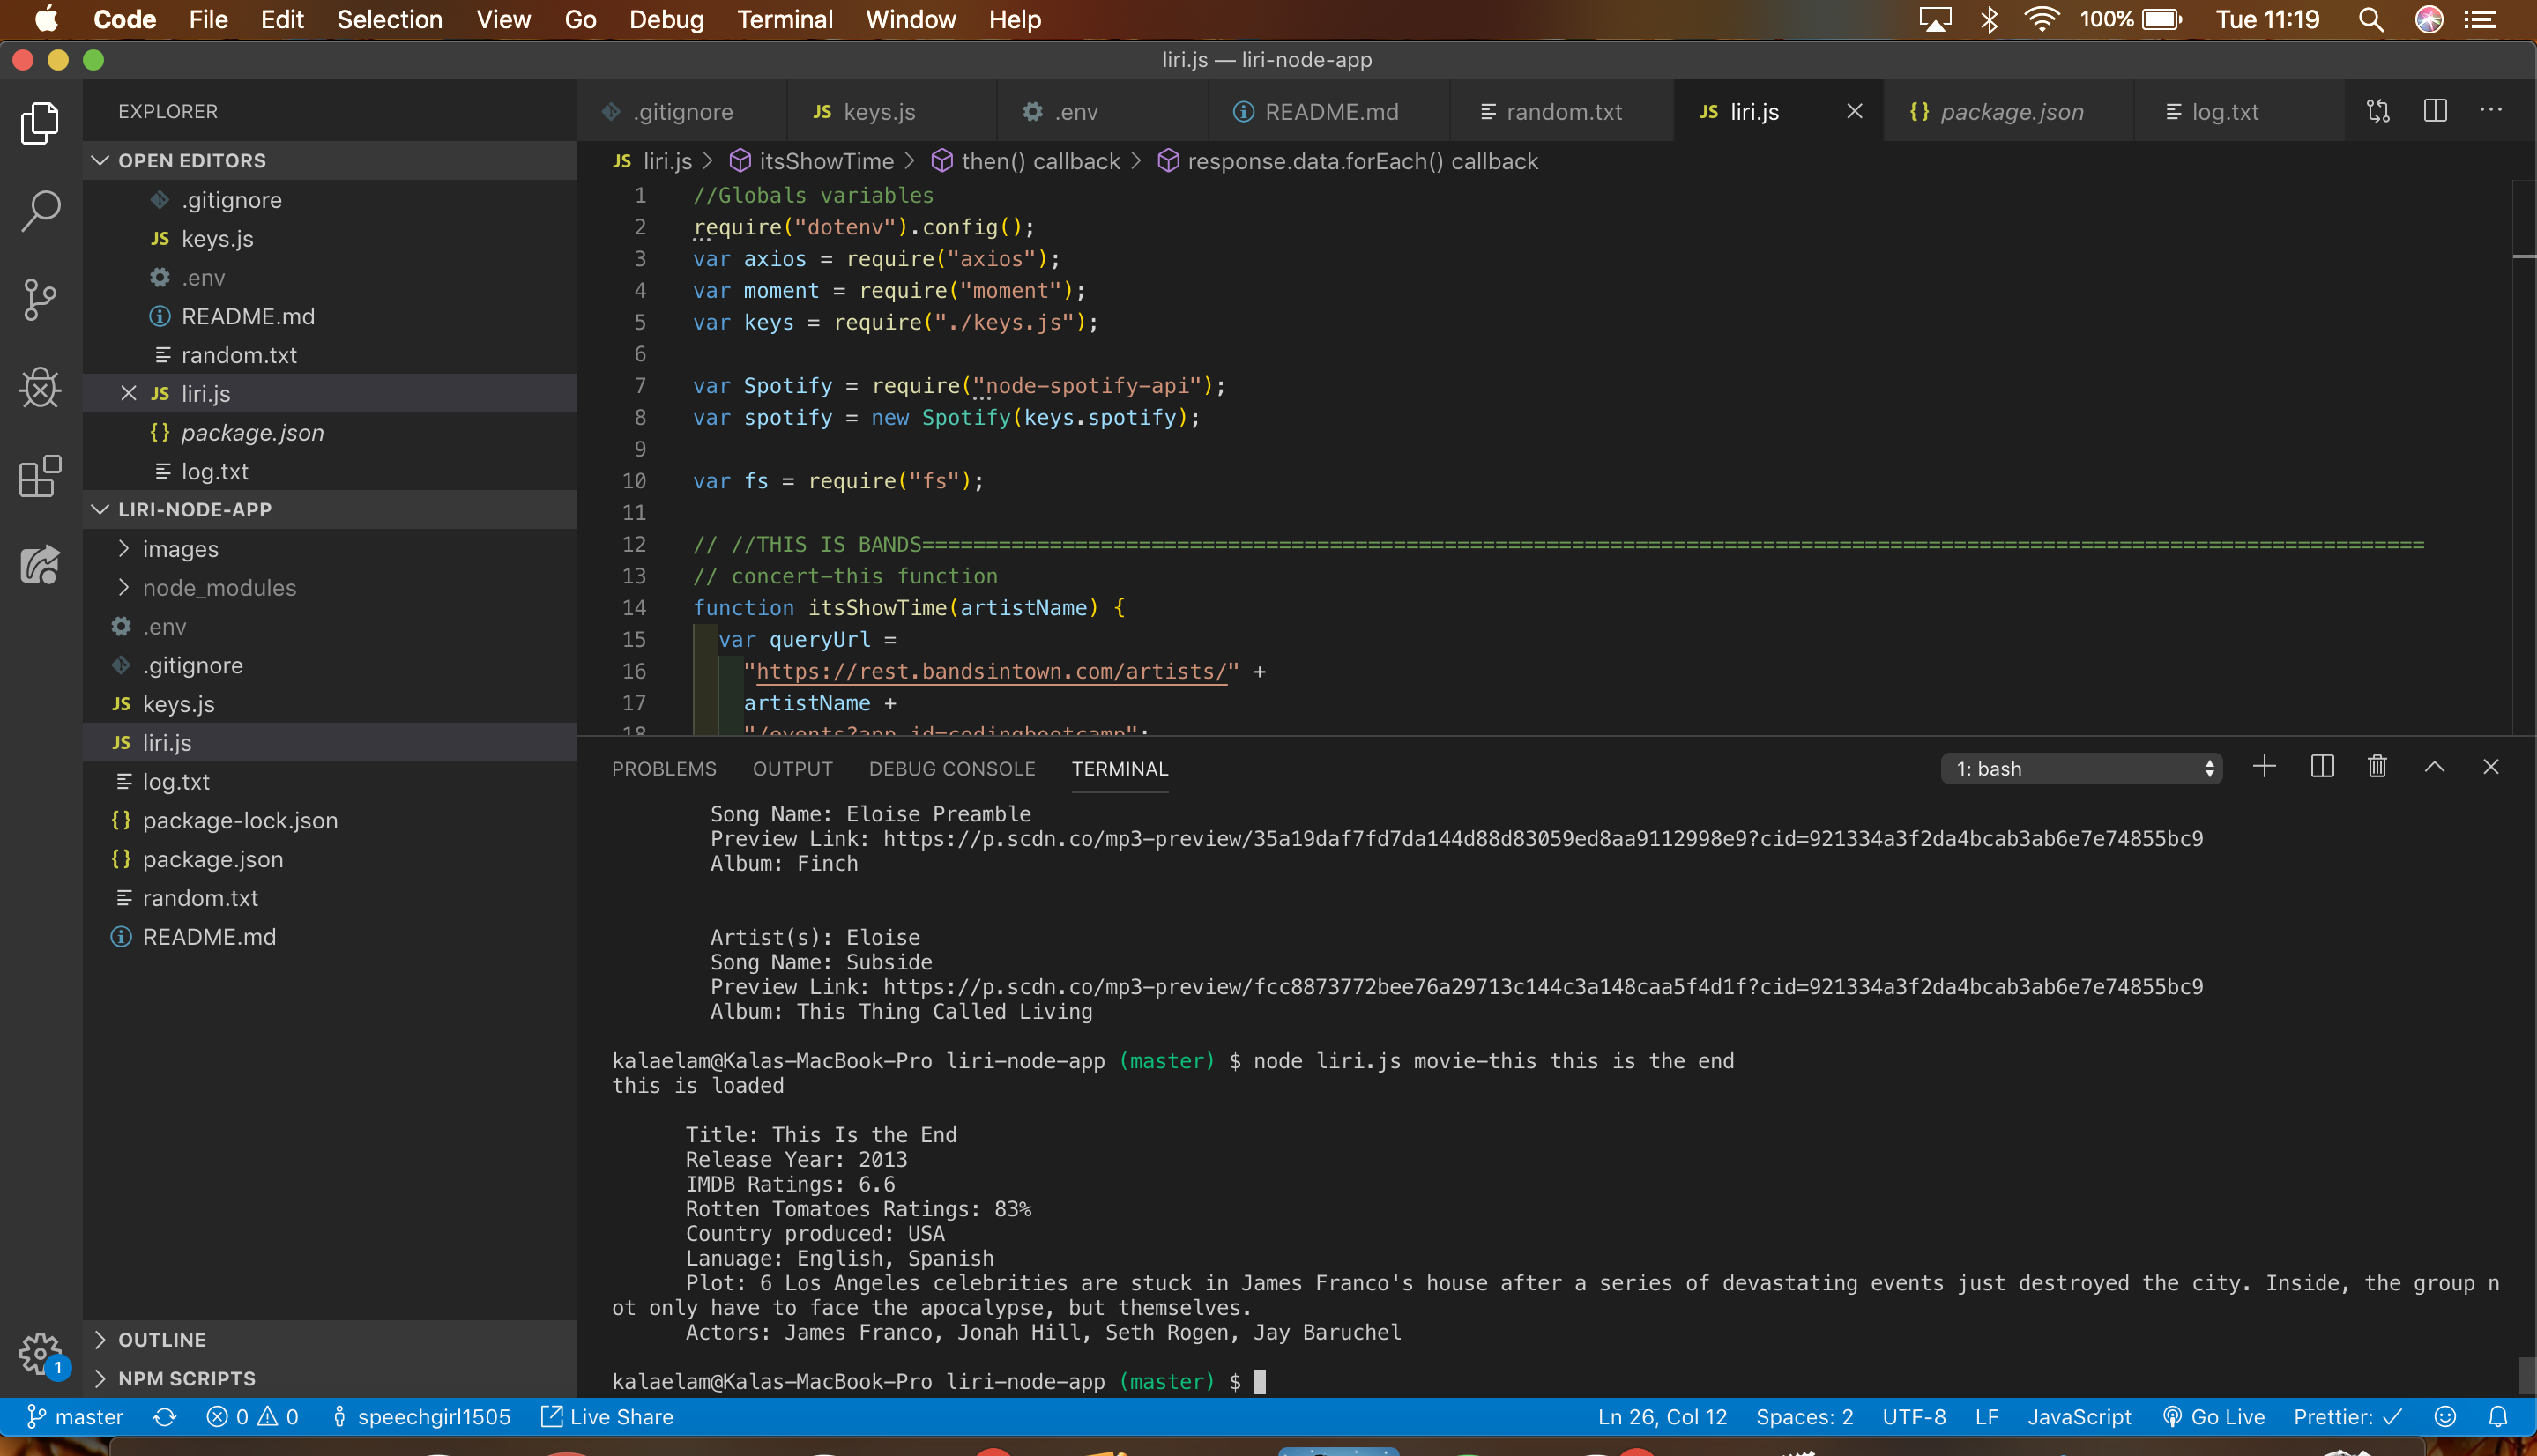 Code File Edit Selection View Go Debug Terminal Window Help 100% Tue 11:19
liri.js — liri-node-app
EXPLORER
OPEN EDITORS
.gitignore
JS keys.js
.env
README.md
random.txt
JS liri.js
{} package.json
log.txt
LIRI-NODE-APP
images
node_modules
.env
.gitignore
JS keys.js
JS liri.js
log.txt
{} package-lock.json
{} package.json
random.txt
README.md
OUTLINE
NPM SCRIPTS
1
.gitignore JS keys.js .env README.md random.txt JS liri.js {} package.json log.txt
JS liri.js > itsShowTime > then() callback > response.data.forEach() callback
1 //Globals variables
2 require("dotenv").config();
3 var axios = require("axios");
4 var moment = require("moment");
5 var keys = require("./keys.js");
6
7 var Spotify = require("node-spotify-api");
8 var spotify = new Spotify(keys.spotify);
9
10 var fs = require("fs");
11
12 // //THIS IS BANDS=======================================================================================================================
13 // concert-this function
14 function itsShowTime(artistName) {
15 var queryUrl =
16 "https://rest.bandsintown.com/artists/" +
17 artistName +
18 "/events?app_id=codingbootcamp";
PROBLEMS OUTPUT DEBUG CONSOLE TERMINAL 1: bash
Song Name: Eloise Preamble
Preview Link: https://p.scdn.co/mp3-preview/35a19daf7fd7da144d88d83059ed8aa9112998e9?cid=921334a3f2da4bcab3ab6e7e74855bc9
Album: Finch
Artist(s): Eloise
Song Name: Subside
Preview Link: https://p.scdn.co/mp3-preview/fcc8873772bee76a29713c144c3a148caa5f4d1f?cid=921334a3f2da4bcab3ab6e7e74855bc9
Album: This Thing Called Living
kalaelam@Kalas-MacBook-Pro liri-node-app (master) $ node liri.js movie-this this is the end
this is loaded
Title: This Is the End
Release Year: 2013
IMDB Ratings: 6.6
Rotten Tomatoes Ratings: 83%
Country produced: USA
Lanuage: English, Spanish
Plot: 6 Los Angeles celebrities are stuck in James Franco's house after a series of devastating events just destroyed the city. Inside, the group n
ot only have to face the apocalypse, but themselves.
Actors: James Franco, Jonah Hill, Seth Rogen, Jay Baruchel
kalaelam@Kalas-MacBook-Pro liri-node-app (master) $
master 0 0 speechgirl1505 Live Share Ln 26, Col 12 Spaces: 2 UTF-8 LF JavaScript Go Live Prettier: ✓